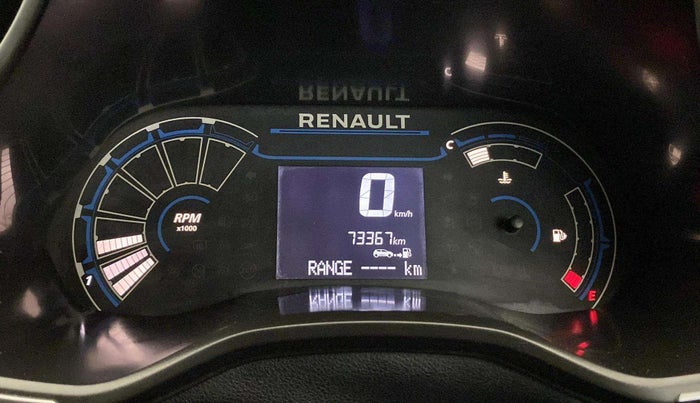 RENAULT
C
0 km/h
RPM
x1000
73367km
RANGE ---- km
1
E